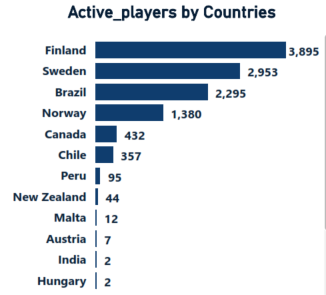 Active_players by Countries
Finland 3,895
Sweden 2,953
Brazil 2,295
Norway 1,380
Canada 432
Chile 357
Peru 95
New Zealand 44
Malta 12
Austria 7
India 2
Hungary 2